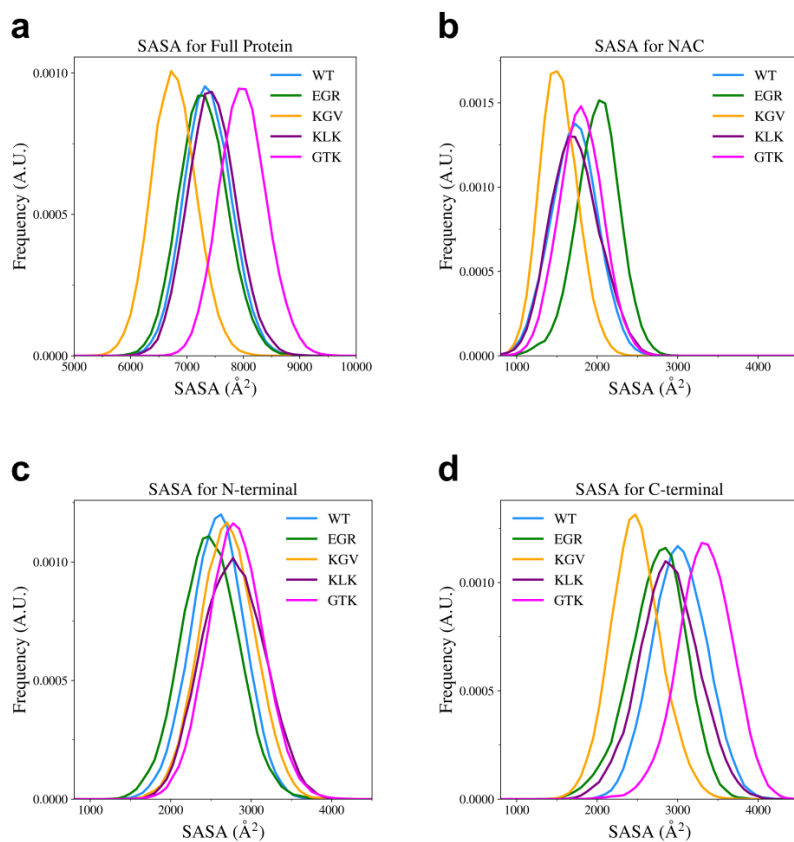 a
SASA for Full Protein
Frequency (A.U.)
0.0010
0.0005
0.0000
WT
EGR
KGV
KLK
GTK
5000 6000 7000 8000 9000 10000
SASA (Å²)
b
SASA for NAC
Frequency (A.U.)
0.0015
0.0010
0.0005
0.0000
WT
EGR
KGV
KLK
GTK
1000 2000 3000 4000
SASA (Å²)
c
SASA for N-terminal
Frequency (A.U.)
0.0010
0.0005
0.0000
WT
EGR
KGV
KLK
GTK
1000 2000 3000 4000
SASA (Å²)
d
SASA for C-terminal
Frequency (A.U.)
0.0010
0.0005
0.0000
WT
EGR
KGV
KLK
GTK
1000 2000 3000 4000
SASA (Å²)